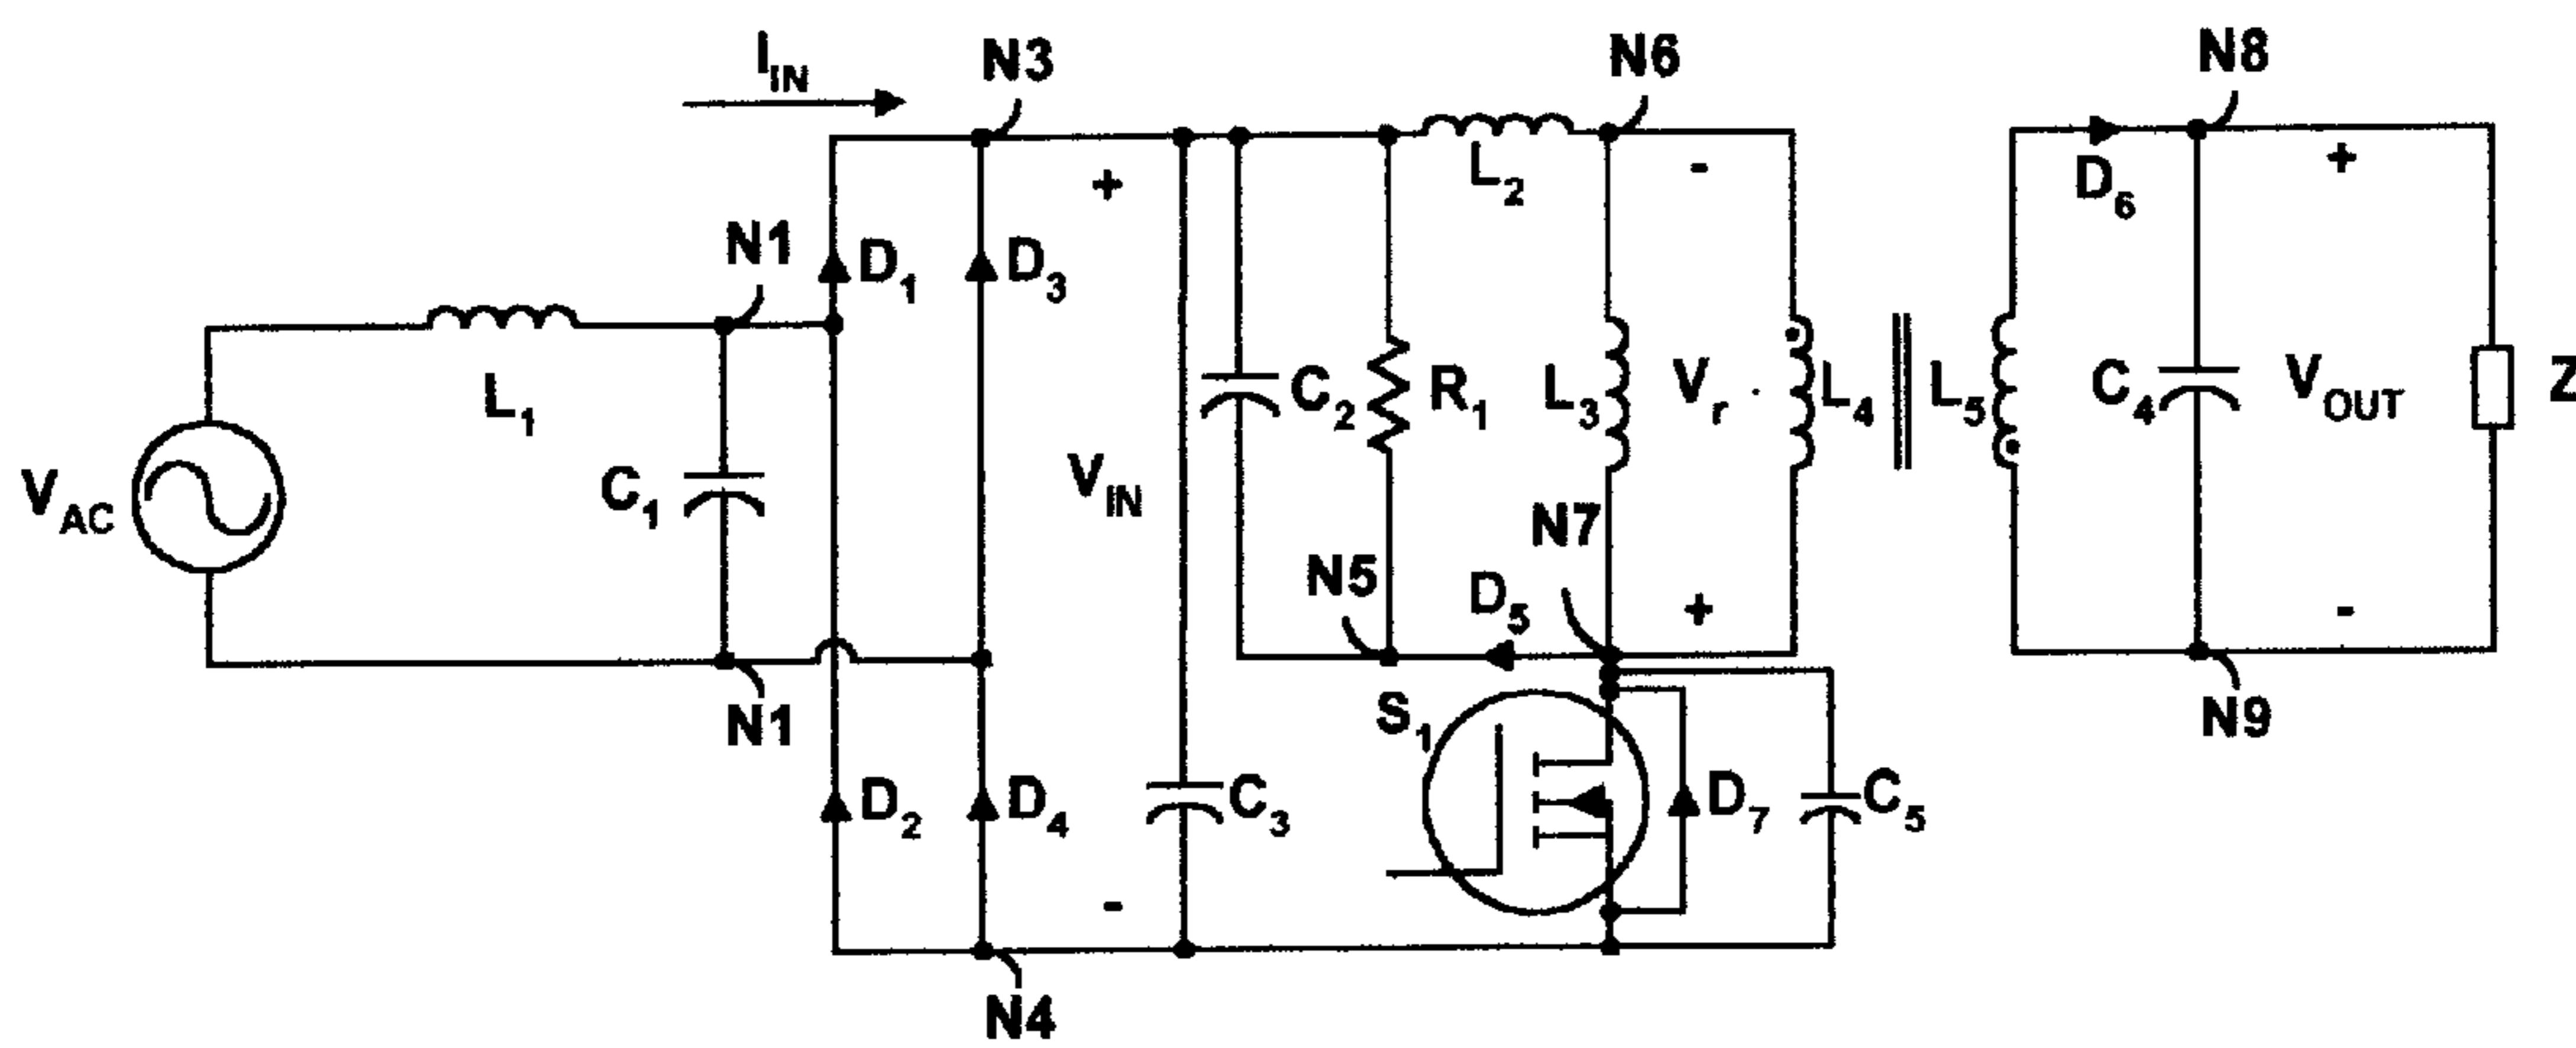 I_IN
N3
N6
N8
+
-
D_6
+
L_2
N1
D_1
D_3
L_1
V_AC
C_1
V_IN
C_2
R_1
L_3
V_r
L_4
L_5
C_4
V_OUT
Z
N7
N5
D_5
+
-
N1
S_1
N9
D_2
D_4
C_3
D_7
C_5
-
N4